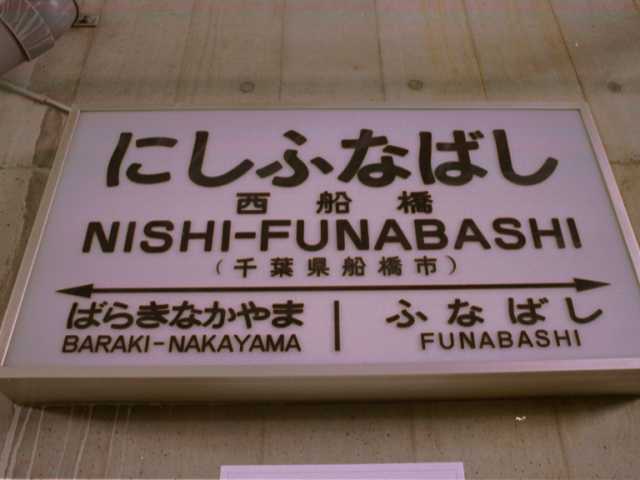 にしふなばし
西船橋
NISHI-FUNABASHI
(千葉県船橋市)
ばらきなかやま ふなばし
BARAKI-NAKAYAMA FUNABASHI